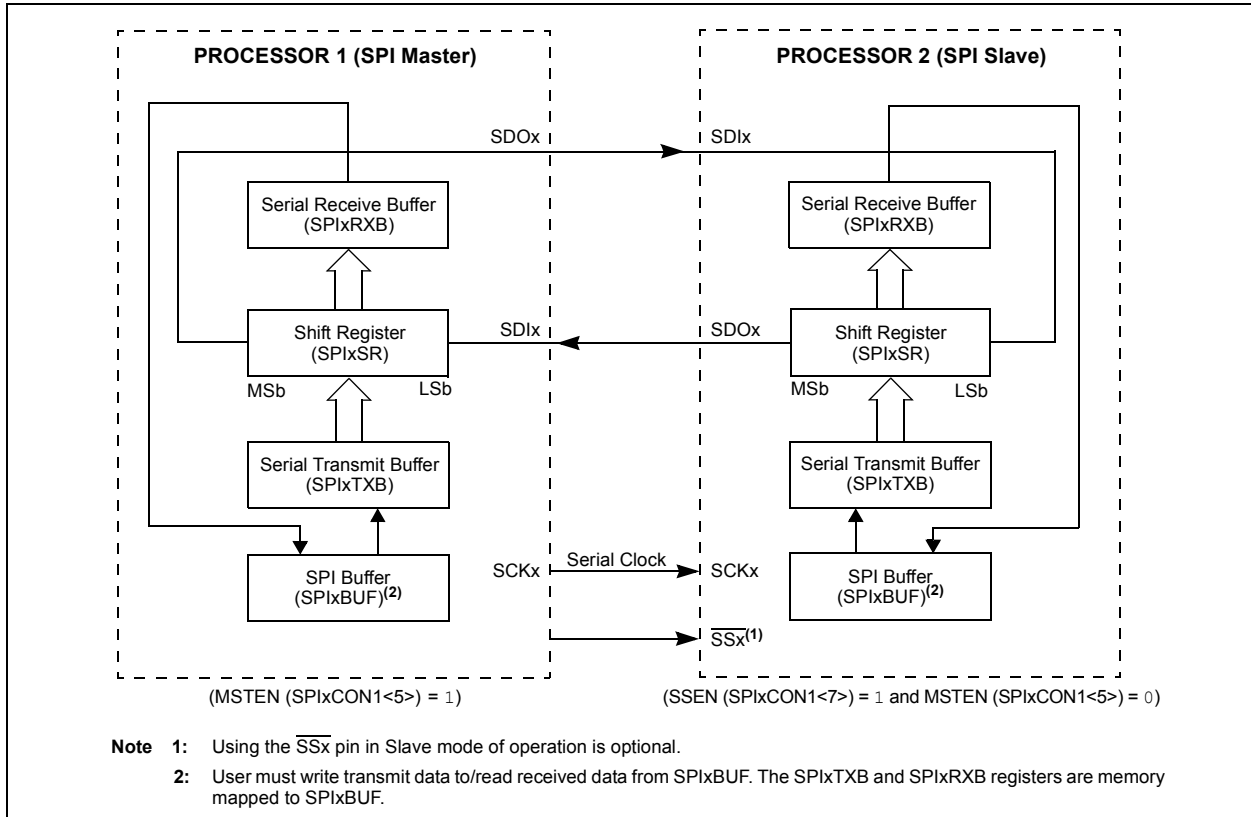 PROCESSOR 1 (SPI Master)
SDOx
Serial Receive Buffer
(SPIxRXB)
Shift Register
(SPIxSR)
SDIx
MSb
LSb
Serial Transmit Buffer
(SPIxTXB)
SPI Buffer
(SPIxBUF)(2)
SCKx
Serial Clock
(MSTEN (SPIxCON1<5>) = 1)
PROCESSOR 2 (SPI Slave)
SDIx
Serial Receive Buffer
(SPIxRXB)
SDOx
Shift Register
(SPIxSR)
MSb
LSb
Serial Transmit Buffer
(SPIxTXB)
SPI Buffer
(SPIxBUF)(2)
SCKx
SSx(1)
(SSEN (SPIxCON1<7>) = 1 and MSTEN (SPIxCON1<5>) = 0)
Note 1: Using the SSx pin in Slave mode of operation is optional.
2: User must write transmit data to/read received data from SPIxBUF. The SPIxTXB and SPIxRXB registers are memory
mapped to SPIxBUF.